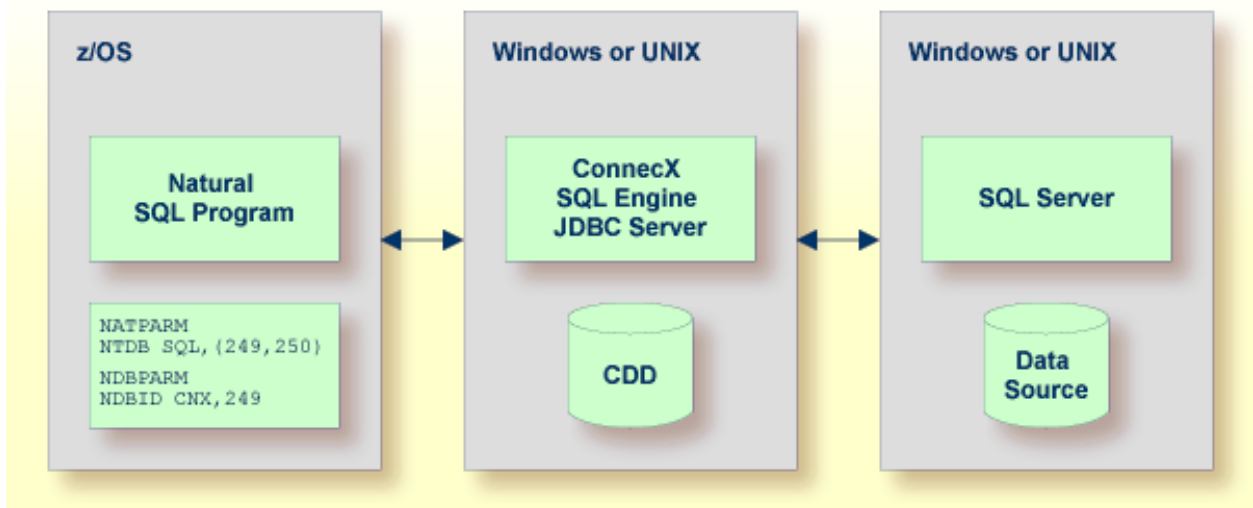 z/OS
Natural
SQL Program
NATPARM
NTDB SQL,(249,250)
NDBPARM
NDBID CNX,249
Windows or UNIX
ConnecX
SQL Engine
JDBC Server
CDD
Windows or UNIX
SQL Server
Data
Source